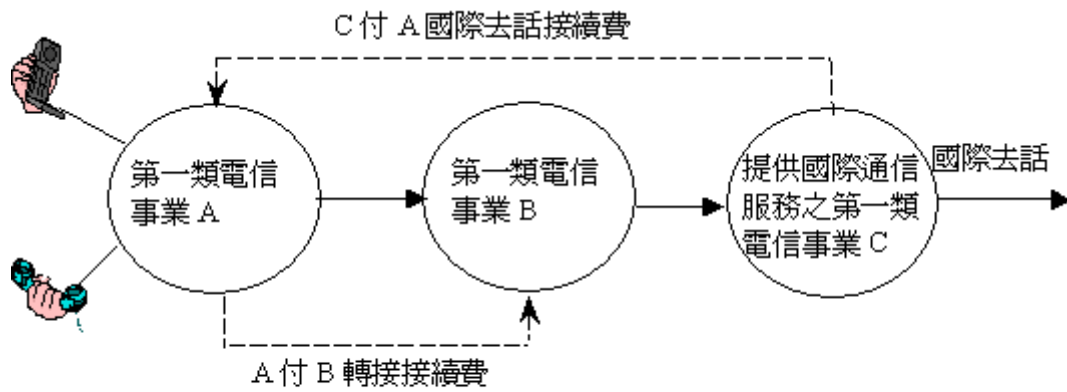 C 付 A 國際去話接續費
第一類電信
事業 A
第一類電信
事業 B
提供國際通信
服務之第一類
電信事業 C
國際去話
A 付 B 轉接接續費